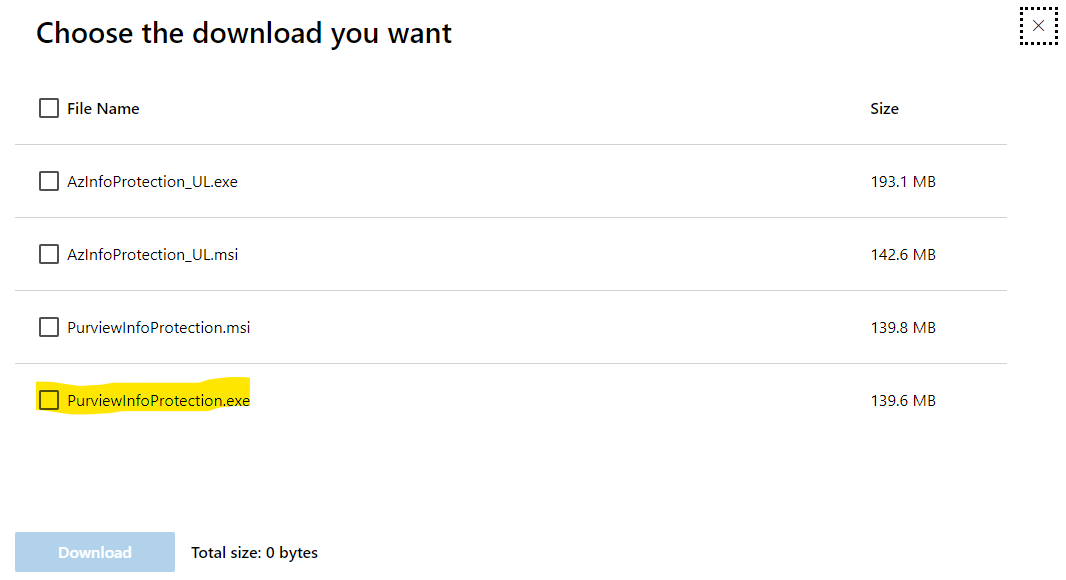 Choose the download you want
File Name Size
AzInfoProtection_UL.exe 193.1 MB
AzInfoProtection_UL.msi 142.6 MB
PurviewInfoProtection.msi 139.8 MB
PurviewInfoProtection.exe 139.6 MB
Download Total size: 0 bytes